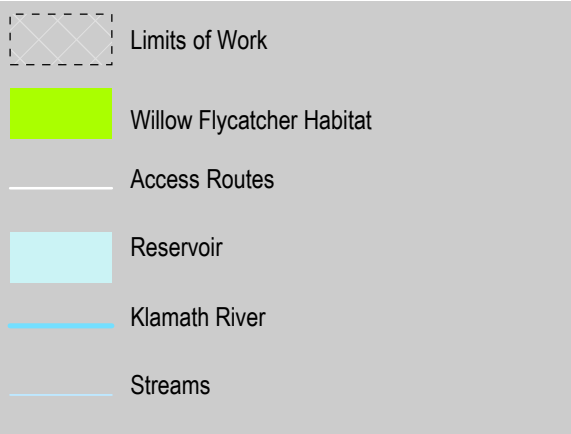 Limits of Work
Willow Flycatcher Habitat
Access Routes
Reservoir
Klamath River
Streams